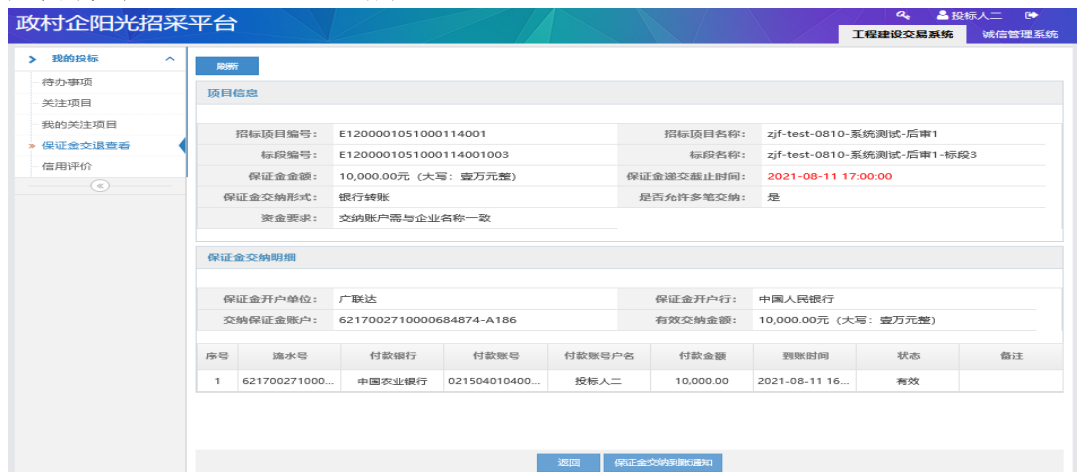 政村企阳光招采平台
投标人二
工程建设交易系统 诚信管理系统
我的投标
待办事项
关注项目
我的关注项目
保证金交退查看
信用评价
刷新
项目信息
招标项目编号： E1200001051000114001 招标项目名称： zjf-test-0810-系统测试-后审1
标段编号： E1200001051000114001003 标段名称： zjf-test-0810-系统测试-后审1-标段3
保证金金额： 10,000.00元（大写：壹万元整） 保证金递交截止时间： 2021-08-11 17:00:00
保证金交纳形式： 银行转账 是否允许多笔交纳： 是
资金要求： 交纳账户需与企业名称一致
保证金交纳明细
保证金开户单位： 广联达 保证金开户行： 中国人民银行
交纳保证金账户： 6217002710000684874-A186 有效交纳金额： 10,000.00元（大写：壹万元整）
序号 流水号 付款银行 付款账号 付款账号户名 付款金额 到账时间 状态 备注
1 621700271000... 中国农业银行 021504010400... 投标人二 10,000.00 2021-08-11 16... 有效
返回 保证金交纳到账通知